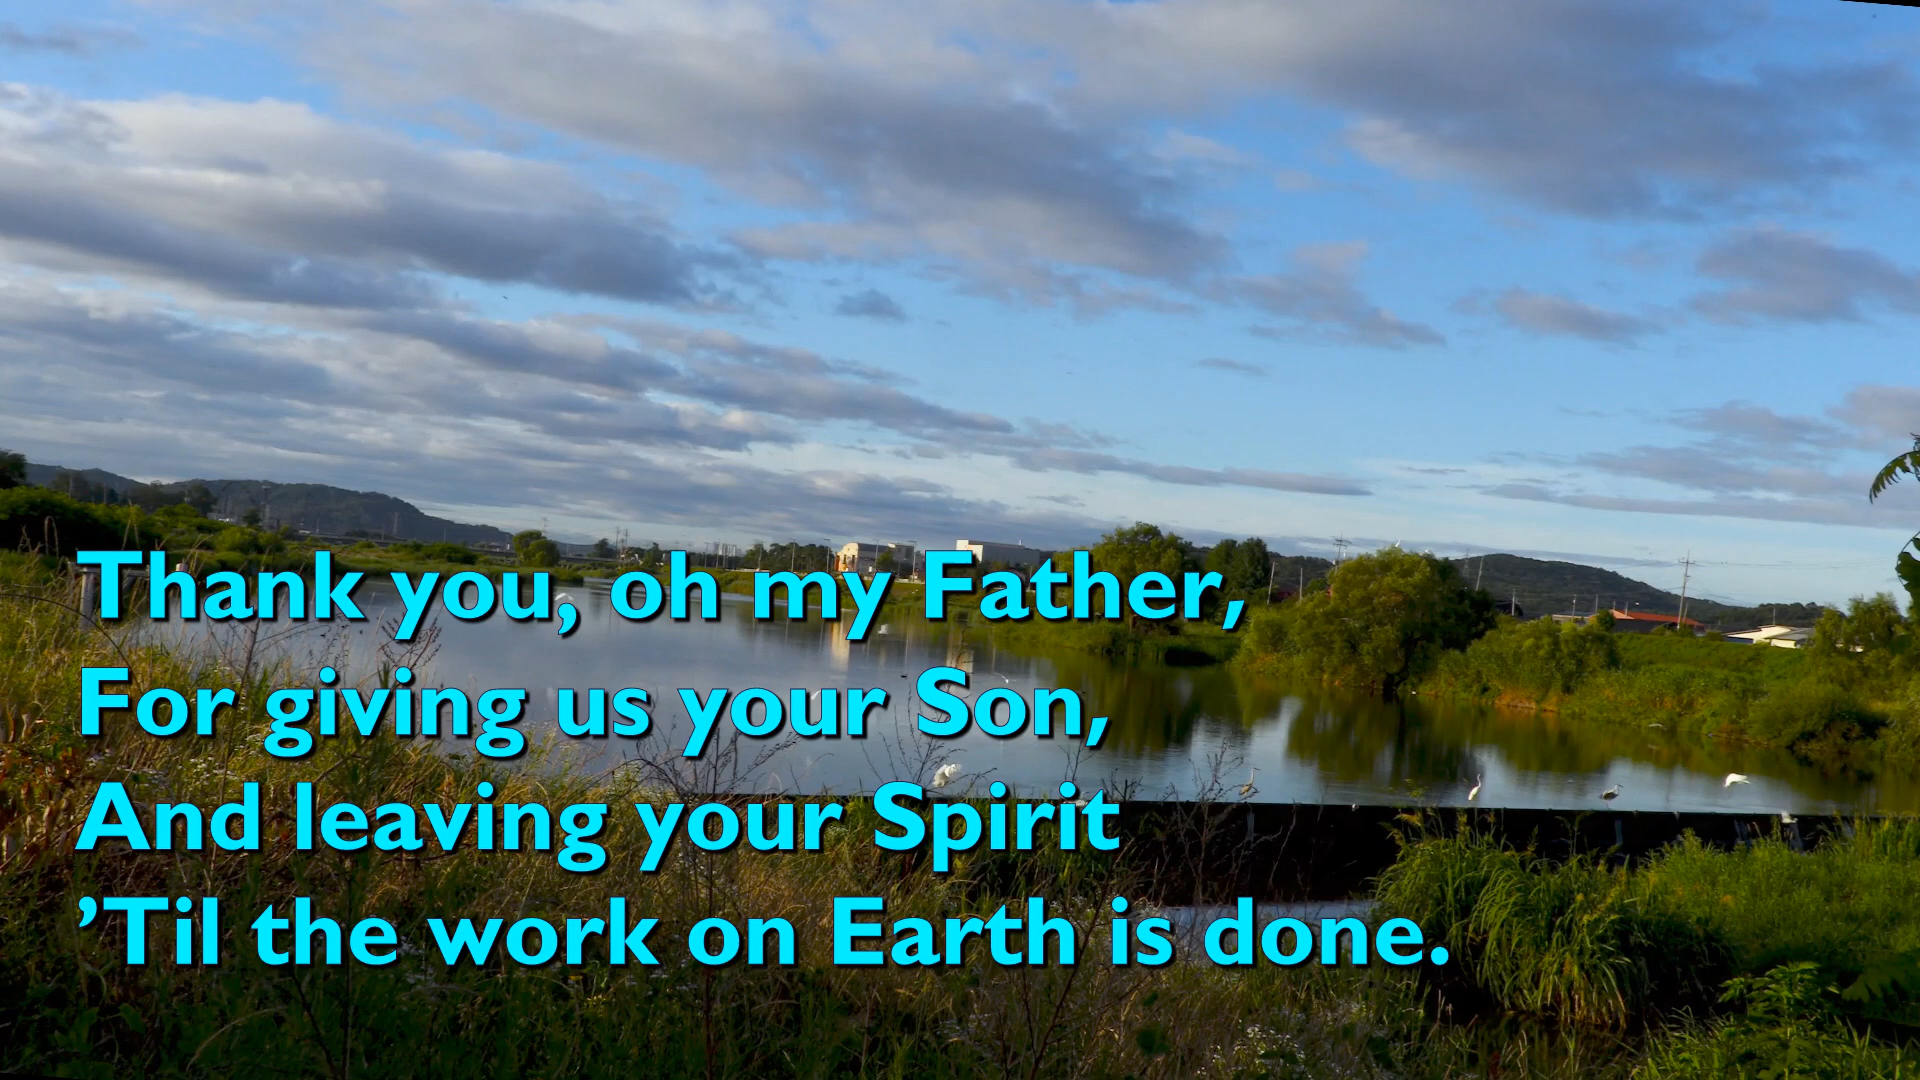 Thank you, oh my Father,
For giving us your Son,
And leaving your Spirit
’Til the work on Earth is done.